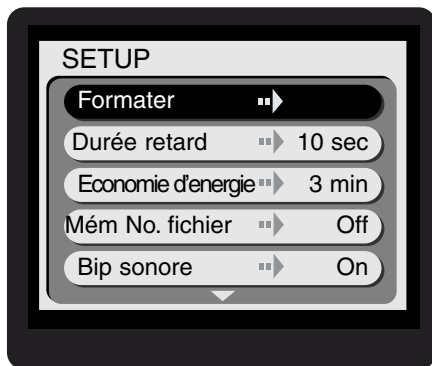 SETUP
Formater
Durée retard 10 sec
Economie d'energie 3 min
Mém No. fichier Off
Bip sonore On